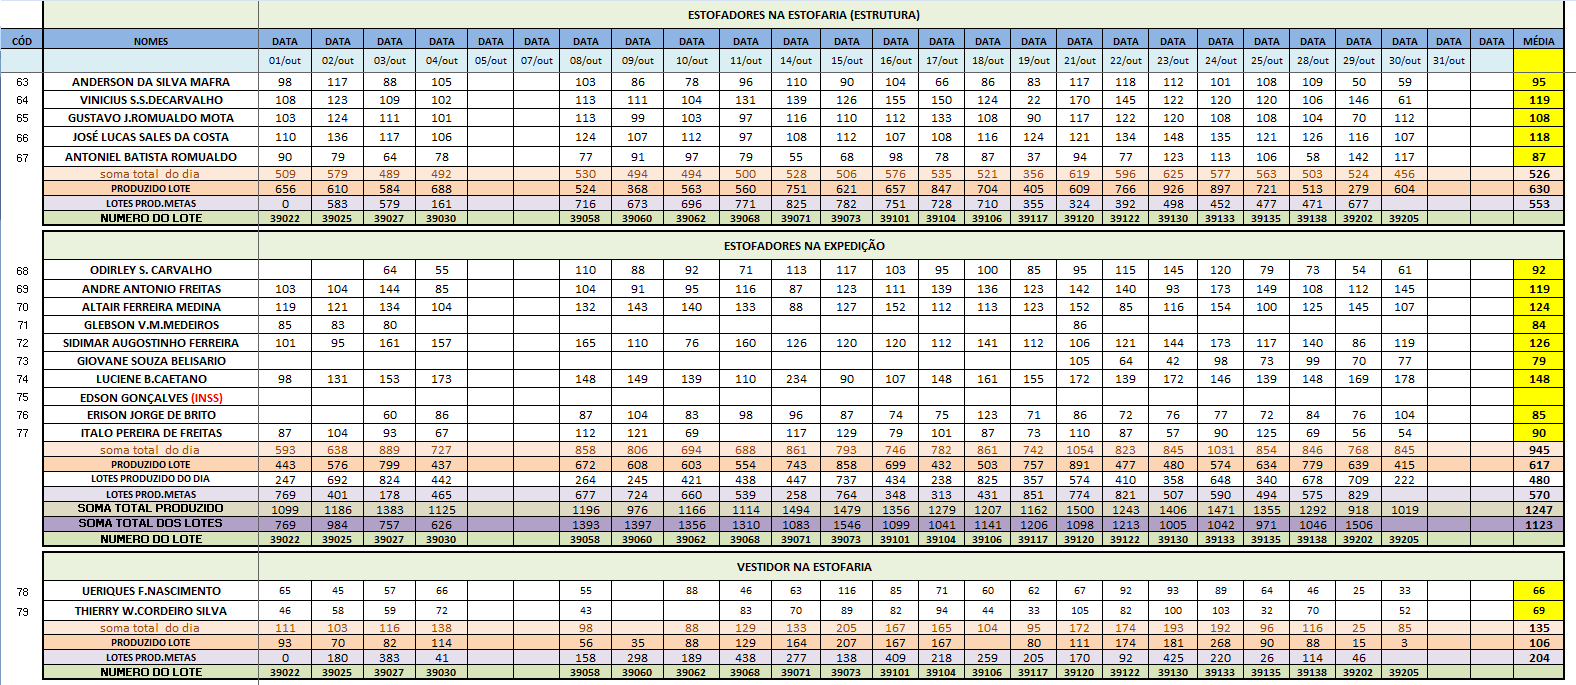 ESTOFADORES NA ESTOFARIA (ESTRUTURA)
CÓD NOMES DATA DATA DATA DATA DATA DATA DATA DATA DATA DATA DATA DATA DATA DATA DATA DATA DATA DATA DATA DATA DATA DATA DATA DATA DATA DATA MÉDIA
01/out 02/out 03/out 04/out 05/out 07/out 08/out 09/out 10/out 11/out 14/out 15/out 16/out 17/out 18/out 19/out 21/out 22/out 23/out 24/out 25/out 28/out 29/out 30/out 31/out
63 ANDERSON DA SILVA MAFRA 98 117 88 105 103 86 78 96 110 90 104 66 86 83 117 118 112 101 108 109 50 59 95
64 VINICIUS S.S.DECARVALHO 108 123 109 102 113 111 104 131 139 126 155 150 124 22 170 145 122 120 120 106 146 61 119
65 GUSTAVO J.ROMUALDO MOTA 103 124 111 101 113 99 103 97 116 110 112 133 108 90 117 122 120 108 108 104 70 112 108
66 JOSÉ LUCAS SALES DA COSTA 110 136 117 106 124 107 112 97 108 112 107 108 116 124 121 134 148 135 121 126 116 107 118
67 ANTONIEL BATISTA ROMUALDO 90 79 64 78 77 91 97 79 55 68 98 78 87 37 94 77 123 113 106 58 142 117 87
soma total do dia 509 579 489 492 530 494 494 500 528 506 576 535 521 356 619 596 625 577 563 503 524 456 526
PRODUZIDO LOTE 656 610 584 688 524 368 563 560 751 621 657 847 704 405 609 766 926 897 721 513 279 604 630
LOTES PROD.METAS 0 583 579 161 716 673 696 771 825 782 751 728 710 355 324 392 498 452 477 471 677 553
NUMERO DO LOTE 39022 39025 39027 39030 39058 39060 39062 39068 39071 39073 39101 39104 39106 39117 39120 39122 39130 39133 39135 39138 39202 39205
ESTOFADORES NA EXPEDIÇÃO
68 ODIRLEY S. CARVALHO 64 55 110 88 92 71 113 117 103 95 100 85 95 115 145 120 79 73 54 61 92
69 ANDRE ANTONIO FREITAS 103 104 144 85 104 91 95 116 87 123 111 139 136 123 142 140 93 173 149 108 112 145 119
70 ALTAIR FERREIRA MEDINA 119 121 134 104 132 143 140 133 88 127 152 112 113 123 152 85 116 154 100 125 145 107 124
71 GLEBSON V.M.MEDEIROS 85 83 80 86 84
72 SIDIMAR AUGOSTINHO FERREIRA 101 95 161 157 165 110 76 160 126 120 120 112 141 112 106 121 144 173 117 140 86 119 126
73 GIOVANE SOUZA BELISARIO 105 64 42 98 73 99 70 77 79
74 LUCIENE B.CAETANO 98 131 153 173 148 149 139 110 234 90 107 148 161 155 172 139 172 146 139 148 169 178 148
75 EDSON GONÇALVES (INSS)
76 ERISON JORGE DE BRITO 60 86 87 104 83 98 96 87 74 75 123 71 86 72 76 77 72 84 76 104 85
77 ITALO PEREIRA DE FREITAS 87 104 93 67 112 121 69 117 129 79 101 87 73 110 87 57 90 125 69 56 54 90
soma total do dia 593 638 889 727 858 806 694 688 861 793 746 782 861 742 1054 823 845 1031 854 846 768 845 945
PRODUZIDO LOTE 443 576 799 437 672 608 603 554 743 858 699 432 503 757 891 477 480 574 634 779 639 415 617
LOTES PRODUZIDO DO DIA 247 692 824 442 264 245 421 438 447 737 434 238 825 357 574 410 358 648 340 678 709 222 480
LOTES PROD.METAS 769 401 178 465 677 724 660 539 258 764 348 313 431 851 774 821 507 590 494 575 829 570
SOMA TOTAL PRODUZIDO 1099 1186 1383 1125 1196 976 1166 1114 1494 1479 1356 1279 1207 1162 1500 1243 1406 1471 1355 1292 918 1019 1247
SOMA TOTAL DOS LOTES 769 984 757 626 1393 1397 1356 1310 1083 1546 1099 1041 1141 1206 1098 1213 1005 1042 971 1046 1506 1123
NUMERO DO LOTE 39022 39025 39027 39030 39058 39060 39062 39068 39071 39073 39101 39104 39106 39117 39120 39122 39130 39133 39135 39138 39202 39205
VESTIDOR NA ESTOFARIA
78 UERIQUES F.NASCIMENTO 65 45 57 66 55 88 46 63 116 85 71 60 62 67 92 93 89 64 46 25 33 66
79 THIERRY W.CORDEIRO SILVA 46 58 59 72 43 83 70 89 82 94 44 33 105 82 100 103 32 70 52 69
soma total do dia 111 103 116 138 98 88 129 133 205 167 165 104 95 172 174 193 192 96 116 25 85 135
PRODUZIDO LOTE 93 70 82 114 56 35 88 129 164 207 167 167 80 111 174 181 268 90 88 15 3 106
LOTES PROD.METAS 0 180 383 41 158 298 189 438 277 138 409 218 259 205 170 92 425 220 26 114 46 204
NUMERO DO LOTE 39022 39025 39027 39030 39058 39060 39062 39068 39071 39073 39101 39104 39106 39117 39120 39122 39130 39133 39135 39138 39202 39205